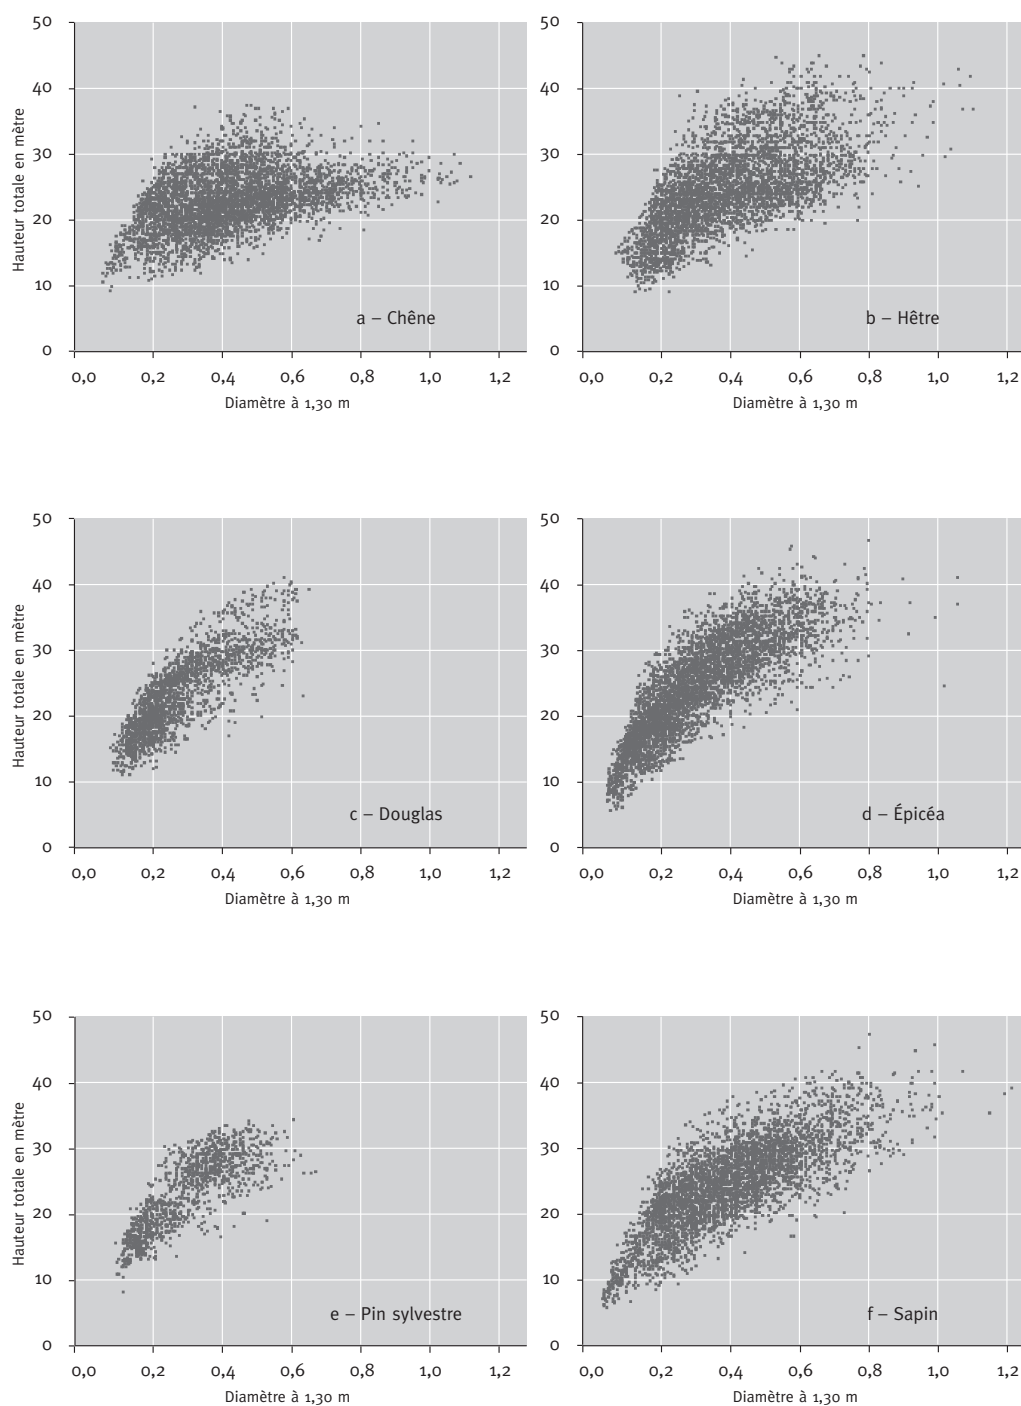 50
40
30
20
10
0
Hauteur totale en mètre
a – Chêne
0,0 0,2 0,4 0,6 0,8 1,0 1,2
Diamètre à 1,30 m
50
40
30
20
10
0
b – Hêtre
0,0 0,2 0,4 0,6 0,8 1,0 1,2
Diamètre à 1,30 m
50
40
30
20
10
0
Hauteur totale en mètre
c – Douglas
0,0 0,2 0,4 0,6 0,8 1,0 1,2
Diamètre à 1,30 m
50
40
30
20
10
0
d – Épicéa
0,0 0,2 0,4 0,6 0,8 1,0 1,2
Diamètre à 1,30 m
50
40
30
20
10
0
Hauteur totale en mètre
e – Pin sylvestre
0,0 0,2 0,4 0,6 0,8 1,0 1,2
Diamètre à 1,30 m
50
40
30
20
10
0
f – Sapin
0,0 0,2 0,4 0,6 0,8 1,0 1,2
Diamètre à 1,30 m